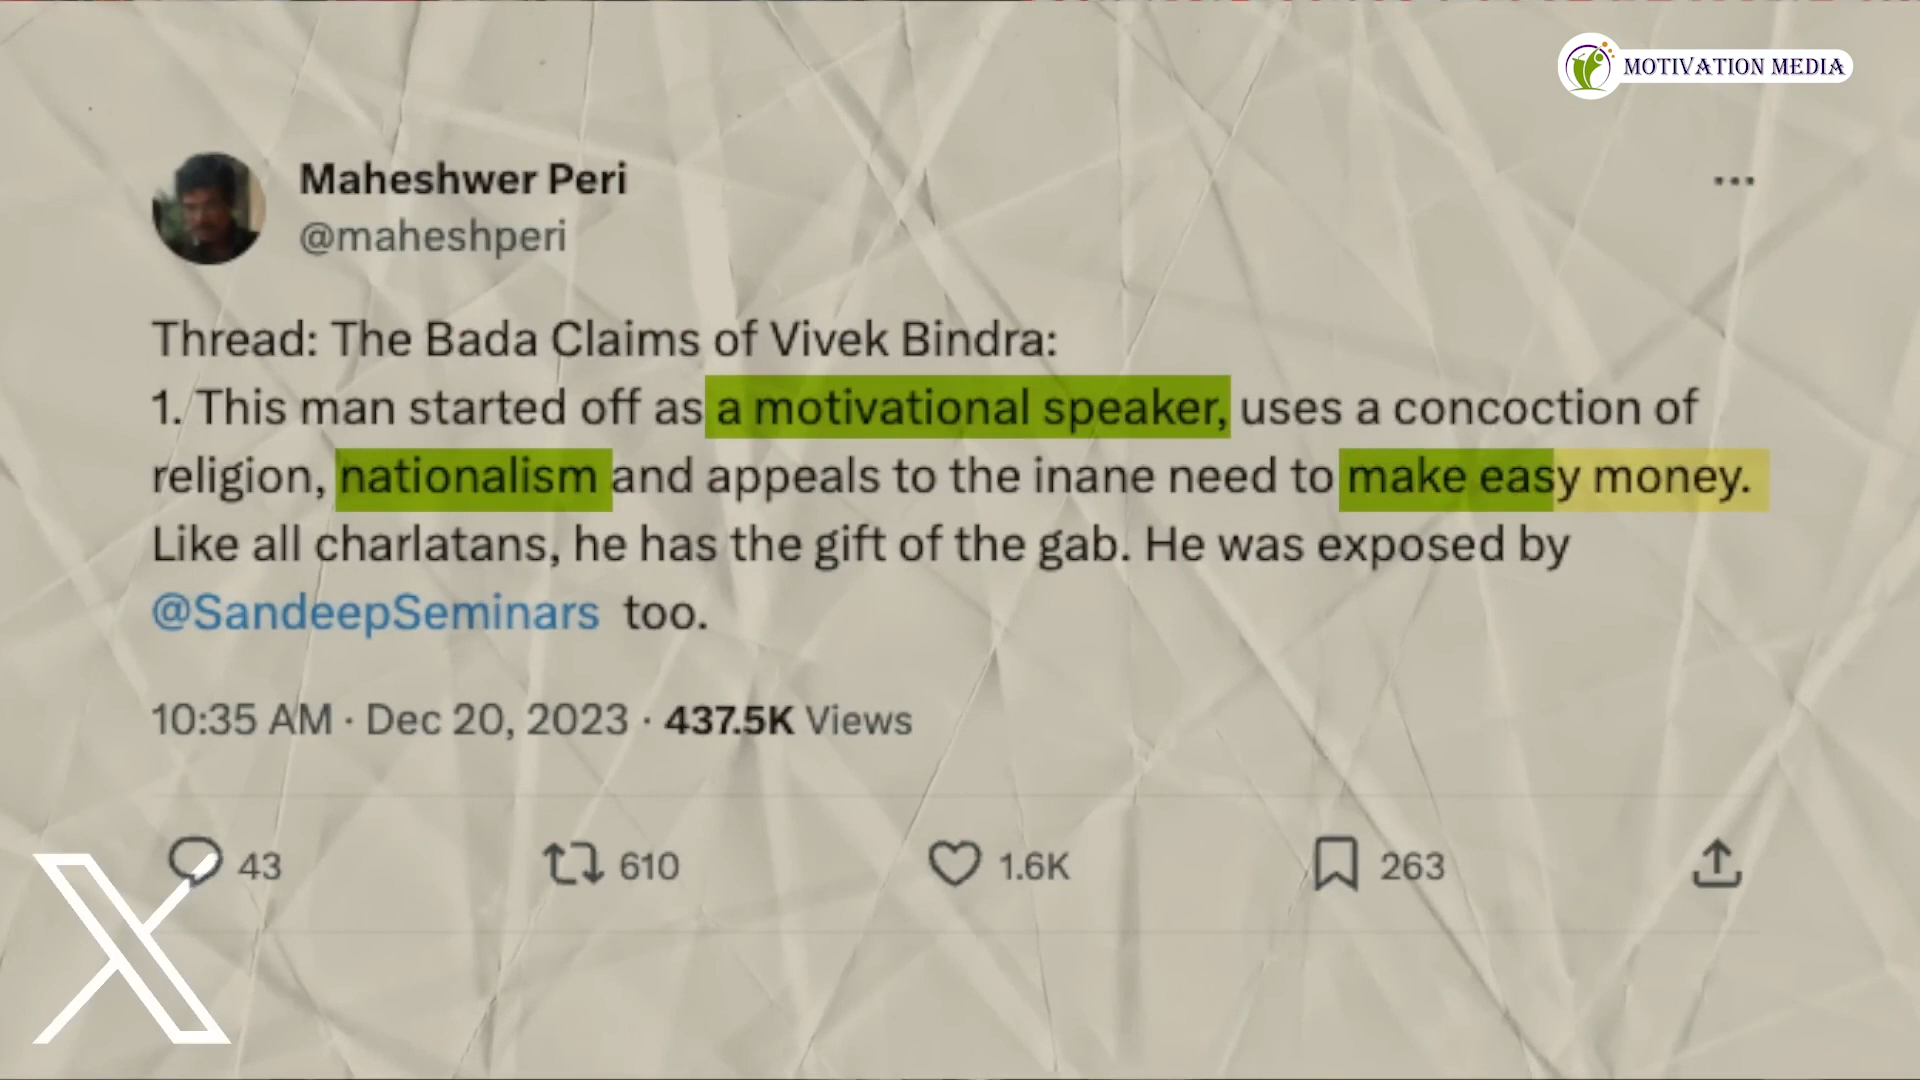 MOTIVATION MEDIA
Maheshwer Peri
@maheshperi
Thread: The Bada Claims of Vivek Bindra:
1. This man started off as a motivational speaker, uses a concoction of
religion, nationalism and appeals to the inane need to make easy money.
Like all charlatans, he has the gift of the gab. He was exposed by
@SandeepSeminars too.
10:35 AM · Dec 20, 2023 · 437.5K Views
43 610 1.6K 263